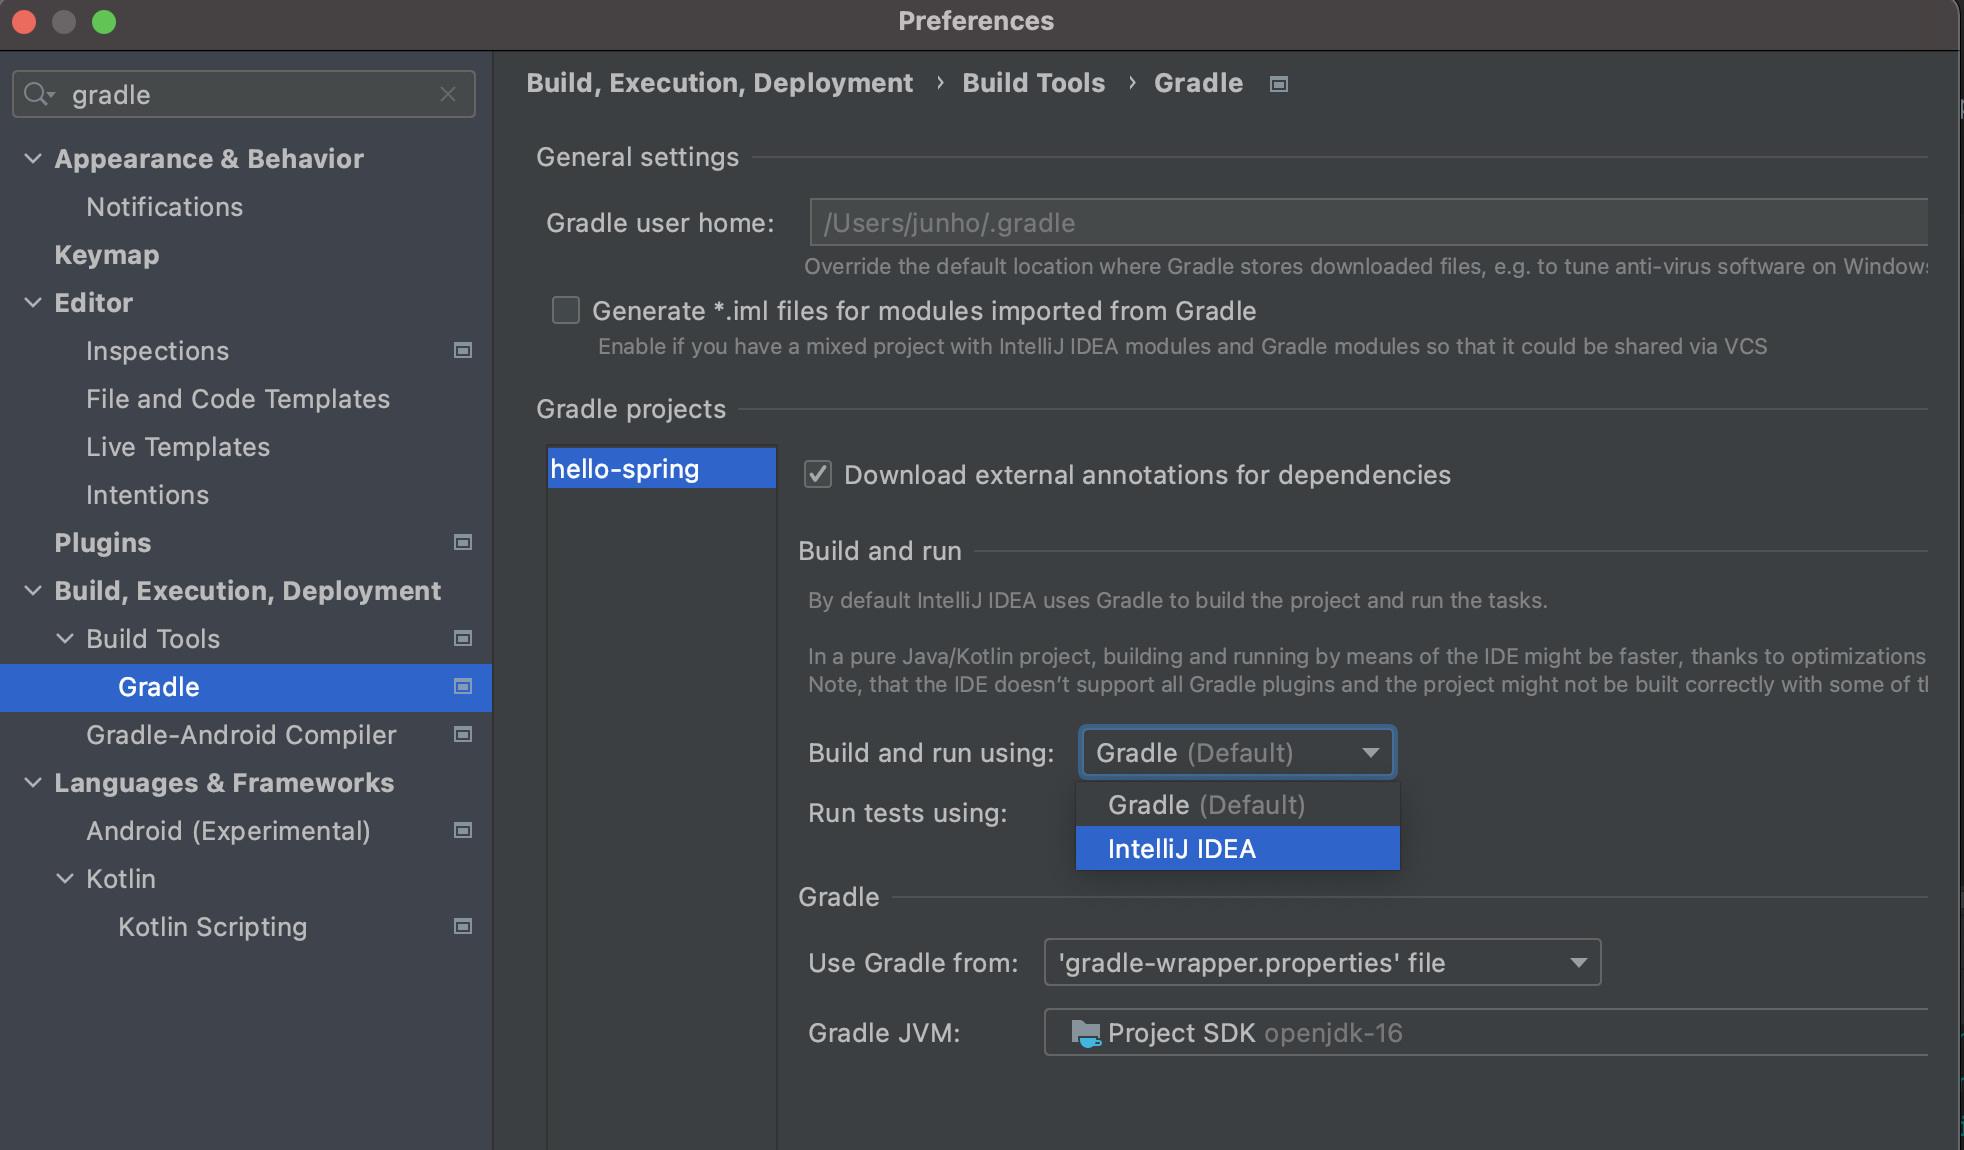 Preferences
gradle
Appearance & Behavior
Notifications
Keymap
Editor
Inspections
File and Code Templates
Live Templates
Intentions
Plugins
Build, Execution, Deployment
Build Tools
Gradle
Gradle-Android Compiler
Languages & Frameworks
Android (Experimental)
Kotlin
Kotlin Scripting
Build, Execution, Deployment › Build Tools › Gradle
General settings
Gradle user home: /Users/junho/.gradle
Override the default location where Gradle stores downloaded files, e.g. to tune anti-virus software on Windows
Generate *.iml files for modules imported from Gradle
Enable if you have a mixed project with IntelliJ IDEA modules and Gradle modules so that it could be shared via VCS
Gradle projects
hello-spring
Download external annotations for dependencies
Build and run
By default IntelliJ IDEA uses Gradle to build the project and run the tasks.
In a pure Java/Kotlin project, building and running by means of the IDE might be faster, thanks to optimizations
Note, that the IDE doesn't support all Gradle plugins and the project might not be built correctly with some of
Build and run using: Gradle (Default)
Gradle (Default)
Run tests using:
IntelliJ IDEA
Gradle
Use Gradle from: 'gradle-wrapper.properties' file
Gradle JVM: Project SDK openjdk-16